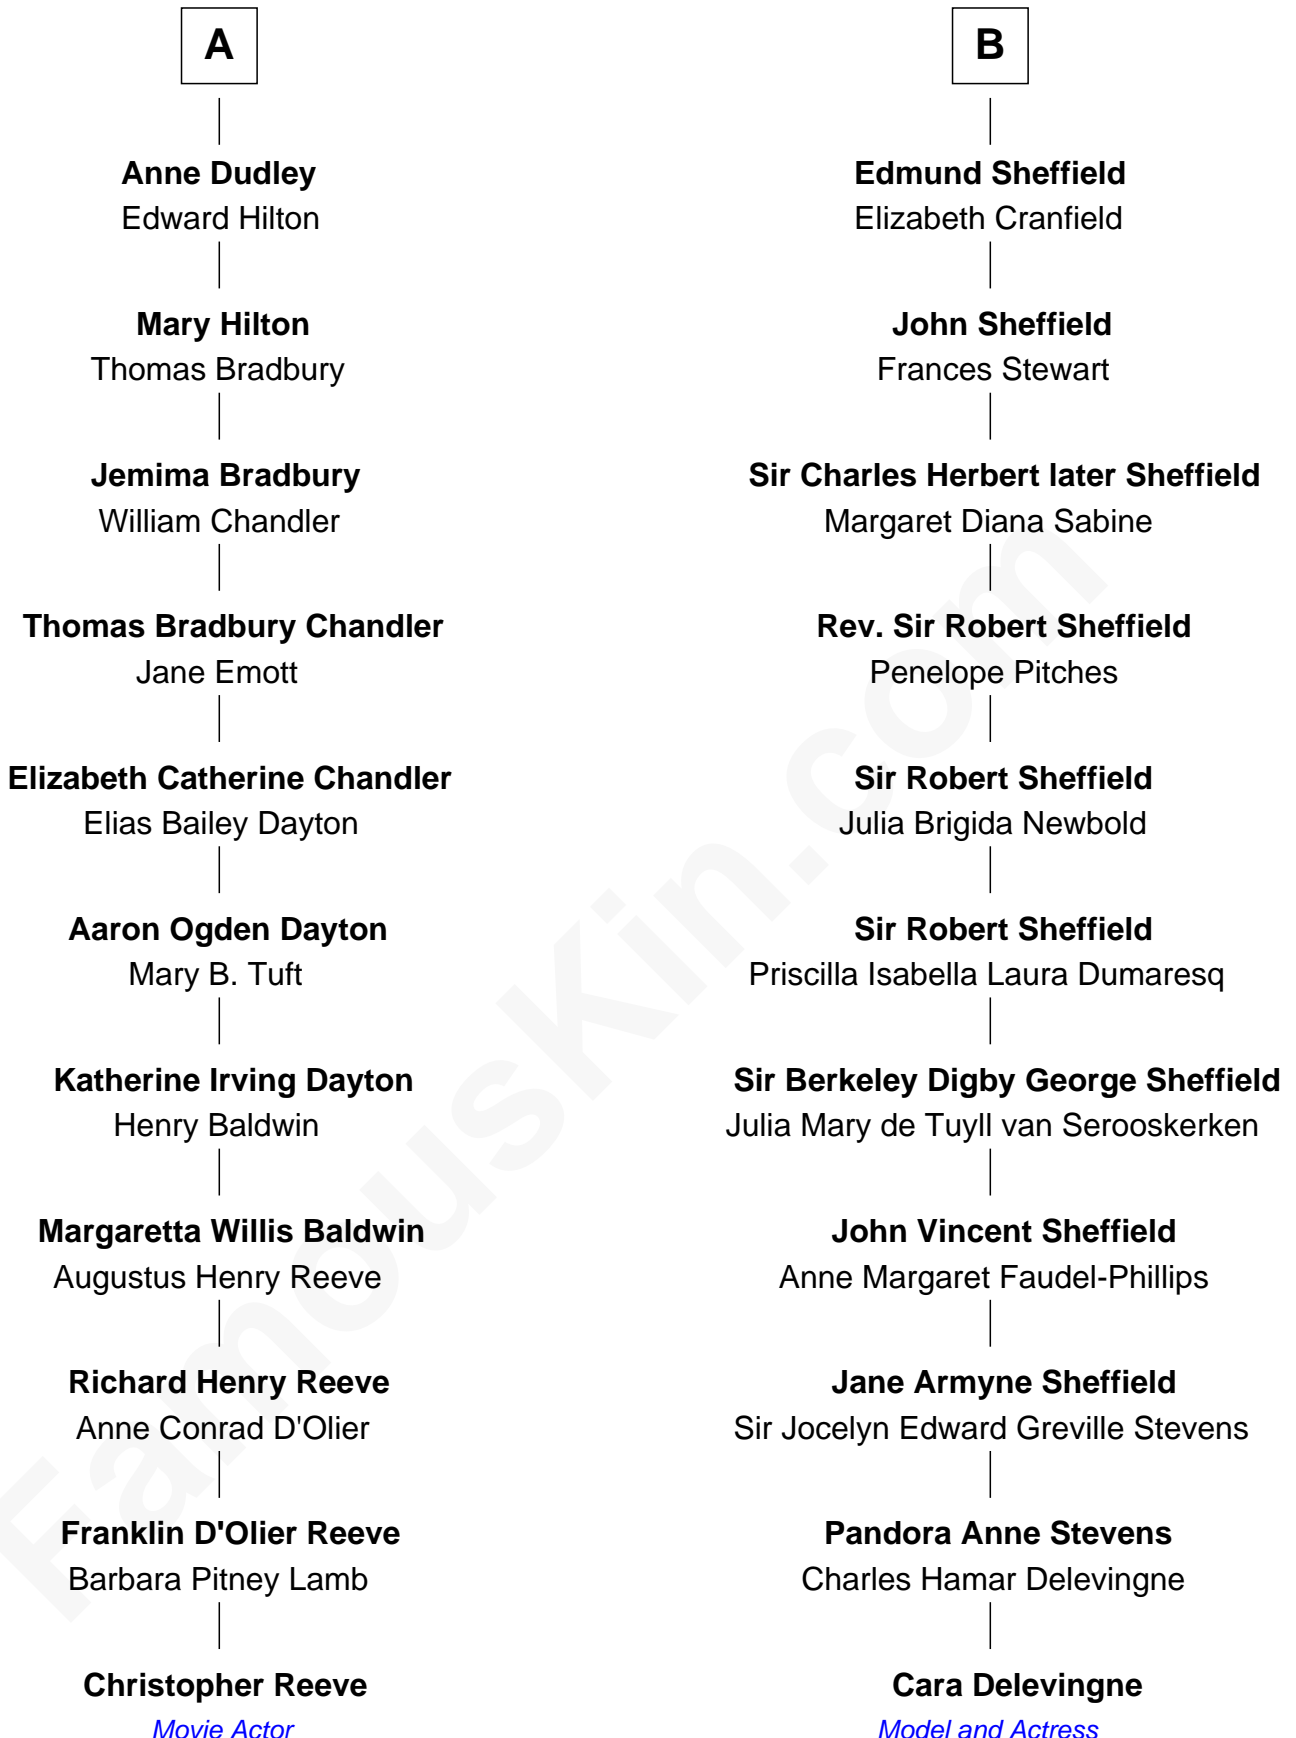 A
Anne Dudley
Edward Hilton
Mary Hilton
Thomas Bradbury
Jemima Bradbury
William Chandler
Thomas Bradbury Chandler
Jane Emott
Elizabeth Catherine Chandler
Elias Bailey Dayton
Aaron Ogden Dayton
Mary B. Tuft
Katherine Irving Dayton
Henry Baldwin
Margaretta Willis Baldwin
Augustus Henry Reeve
Richard Henry Reeve
Anne Conrad D'Olier
Franklin D'Olier Reeve
Barbara Pitney Lamb
Christopher Reeve
Movie Actor
B
Edmund Sheffield
Elizabeth Cranfield
John Sheffield
Frances Stewart
Sir Charles Herbert later Sheffield
Margaret Diana Sabine
Rev. Sir Robert Sheffield
Penelope Pitches
Sir Robert Sheffield
Julia Brigida Newbold
Sir Robert Sheffield
Priscilla Isabella Laura Dumaresq
Sir Berkeley Digby George Sheffield
Julia Mary de Tuyll van Serooskerken
John Vincent Sheffield
Anne Margaret Faudel-Phillips
Jane Armyne Sheffield
Sir Jocelyn Edward Greville Stevens
Pandora Anne Stevens
Charles Hamar Delevingne
Cara Delevingne
Model and Actress
FamousKin.com